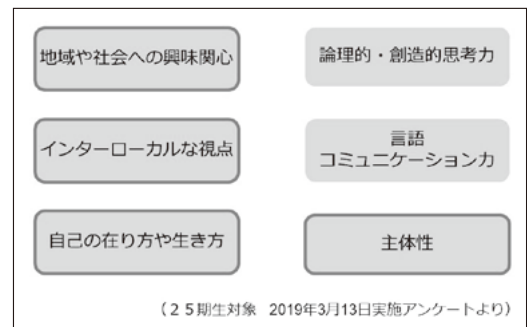 地域や社会への興味関心
論理的・創造的思考力
インターローカルな視点
言語
コミュニケーション力
自己の在り方や生き方
主体性
(25期生対象 2019年3月13日実施アンケートより)